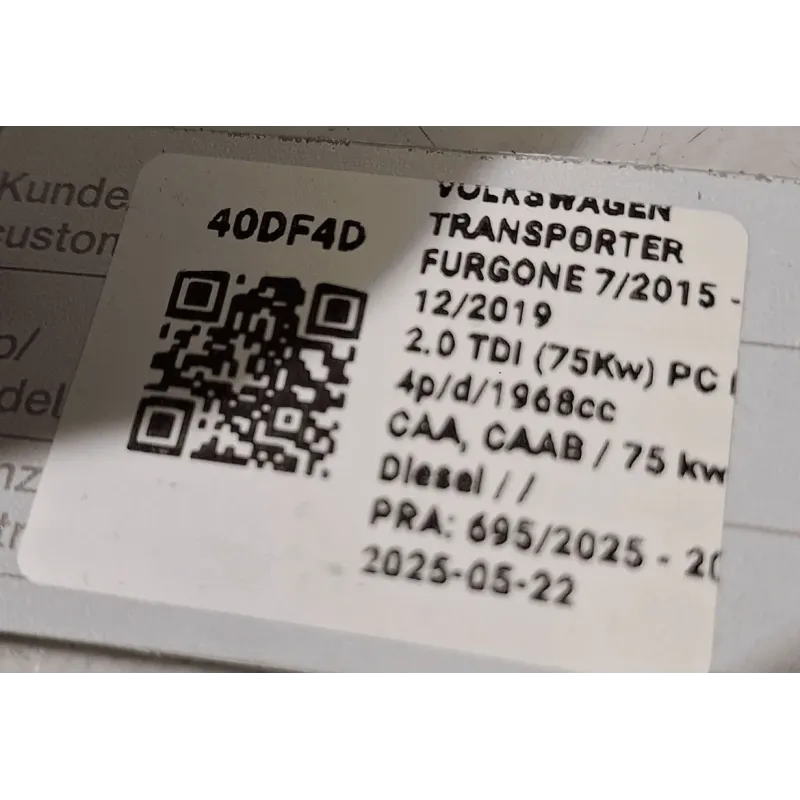 Kunde
custom
40DF4D
VOLKSWAGEN
TRANSPORTER
FURGONE 7/2015 -
12/2019
2.0 TDI (75Kw) PC
4p/d/1968cc
CAA, CAAB / 75 kw
Diesel / /
PRA: 695/2025 - 20
2025-05-22